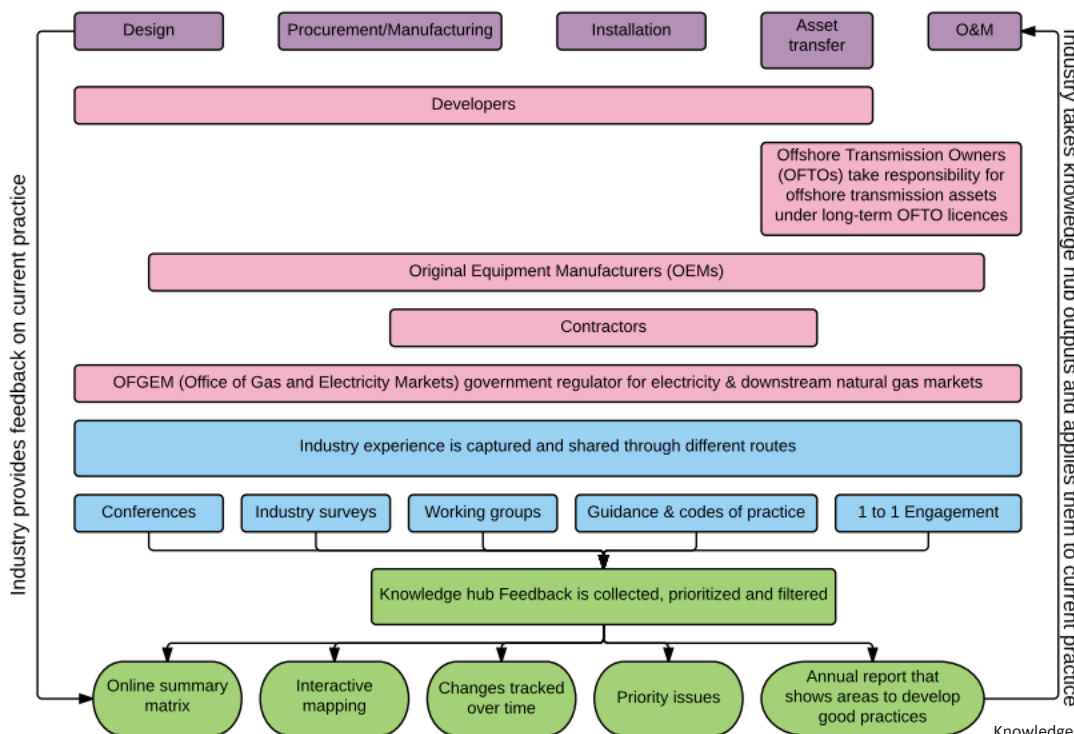 Design
Procurement/Manufacturing
Installation
Asset
transfer
O&M
Developers
Offshore Transmission Owners
(OFTOs) take responsibility for
offshore transmission assets
under long-term OFTO licences
Original Equipment Manufacturers (OEMs)
Contractors
OFGEM (Office of Gas and Electricity Markets) government regulator for electricity & downstream natural gas markets
Industry experience is captured and shared through different routes
Conferences
Industry surveys
Working groups
Guidance & codes of practice
1 to 1 Engagement
Knowledge hub Feedback is collected, prioritized and filtered
Online summary
matrix
Interactive
mapping
Changes tracked
over time
Priority issues
Annual report that
shows areas to develop
good practices
Industry provides feedback on current practice
Industry takes knowledge hub outputs and applies them to current practice
Knowledge